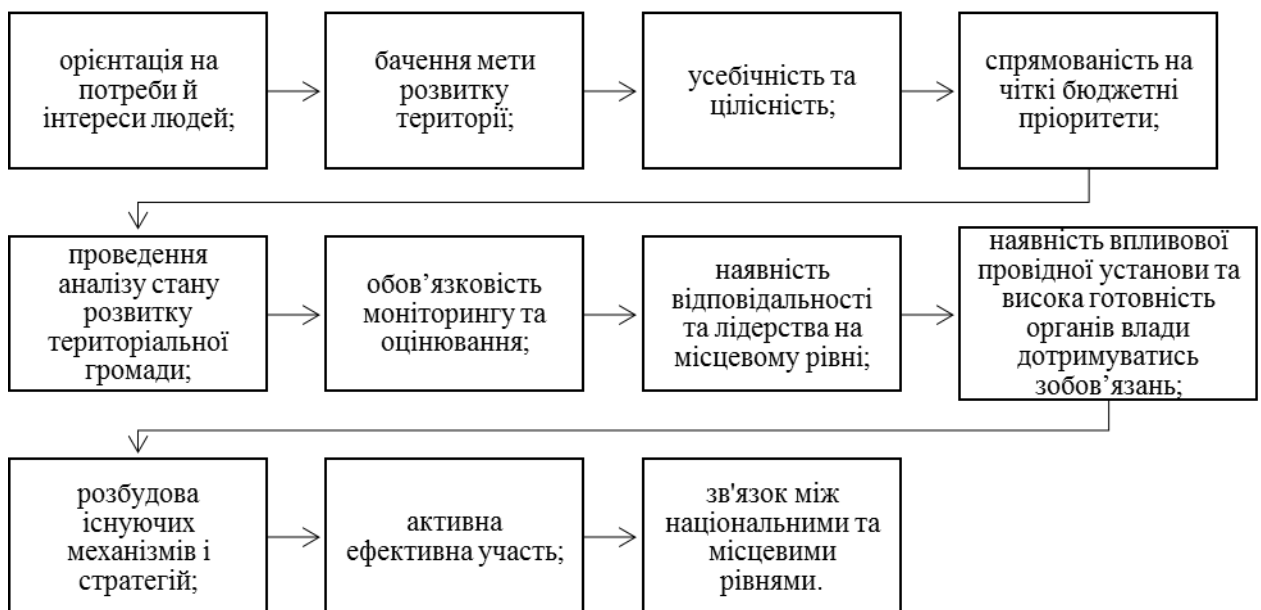 орієнтація на
потреби й
інтереси людей;
бачення мети
розвитку
території;
усебічність та
цілісність;
спрямованість на
чіткі бюджетні
пріоритети;
проведення
аналізу стану
розвитку
територіальної
громади;
обов’язковість
моніторингу та
оцінювання;
наявність
відповідальності
та лідерства на
місцевому рівні;
наявність впливової
провідної установи та
висока готовність
органів влади
дотримуватись
зобов’язань;
розбудова
існуючих
механізмів і
стратегій;
активна
ефективна участь;
зв'язок між
національними та
місцевими
рівнями.